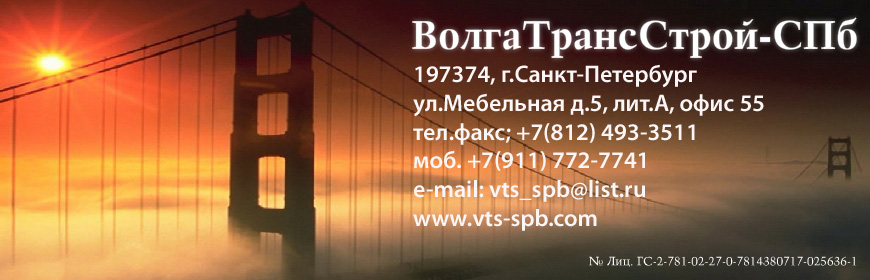 ВолгаТрансСтрой-СПб
197374, г.Санкт-Петербург
ул.Мебельная д.5, лит.А, офис 55
тел.факс; +7(812) 493-3511
моб. +7(911) 772-7741
e-mail: vts_spb@list.ru
www.vts-spb.com
№ Лиц. ГС-2-781-02-27-0-7814380717-025636-1